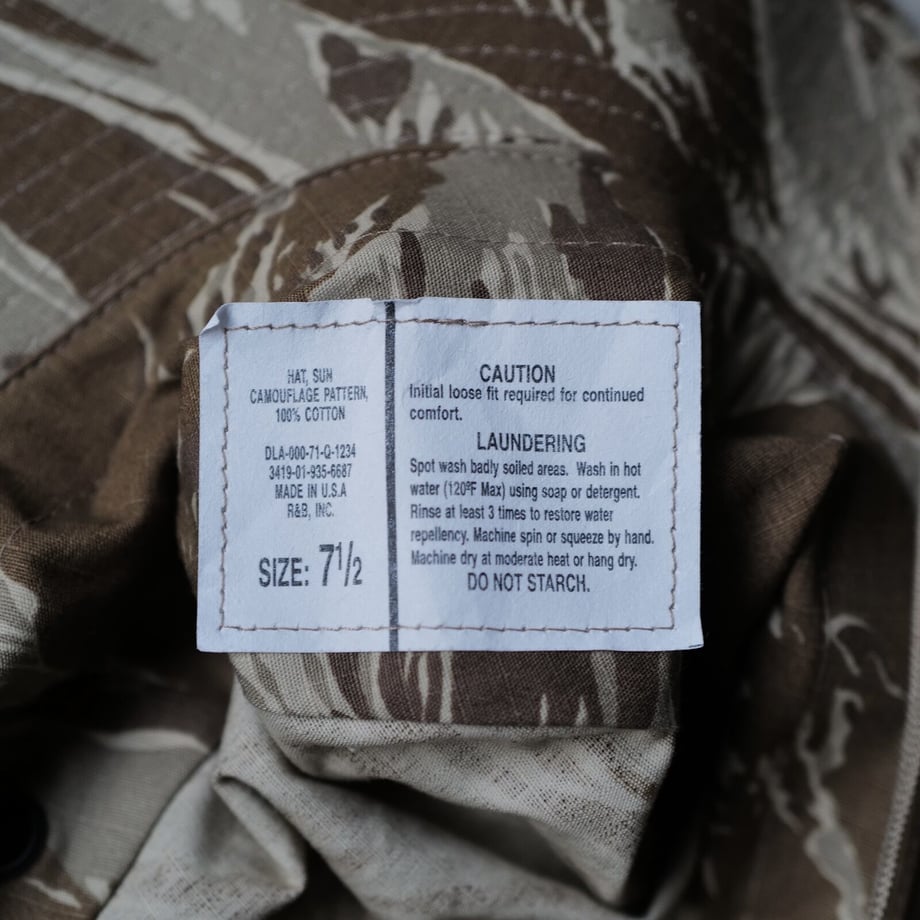 HAT, SUN
CAMOUFLAGE PATTERN,
100% COTTON
DLA-000-71-Q-1234
3419-01-935-6687
MADE IN U.S.A
R&B, INC.
SIZE: 7 1/2
CAUTION
Initial loose fit required for continued
comfort.
LAUNDERING
Spot wash badly soiled areas. Wash in hot
water (120ºF Max) using soap or detergent.
Rinse at least 3 times to restore water
repellency. Machine spin or squeeze by hand.
Machine dry at moderate heat or hang dry.
DO NOT STARCH.